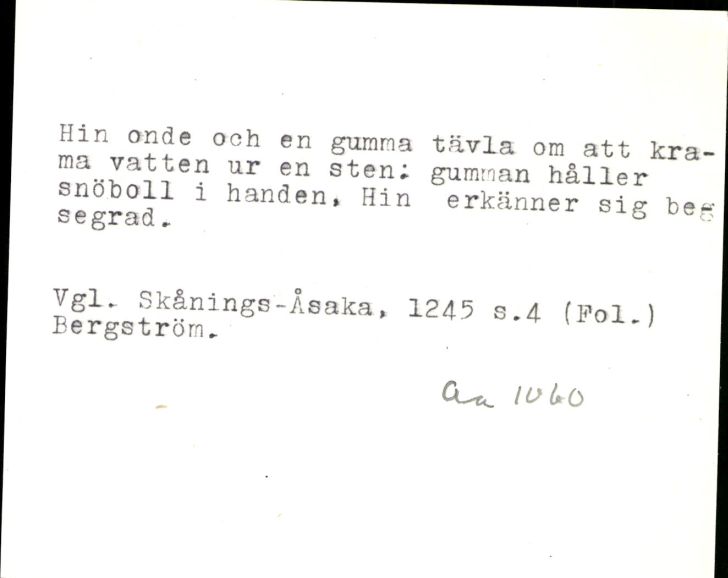 Hin onde och en gumma tävla om att kra-
ma vatten ur en sten; gumman håller
snöboll i handen, Hin erkänner sig beg
segrad.
Vgl. Skånings-Åsaka, 1245 s.4 (Fol.)
Bergström.
Aa 1060